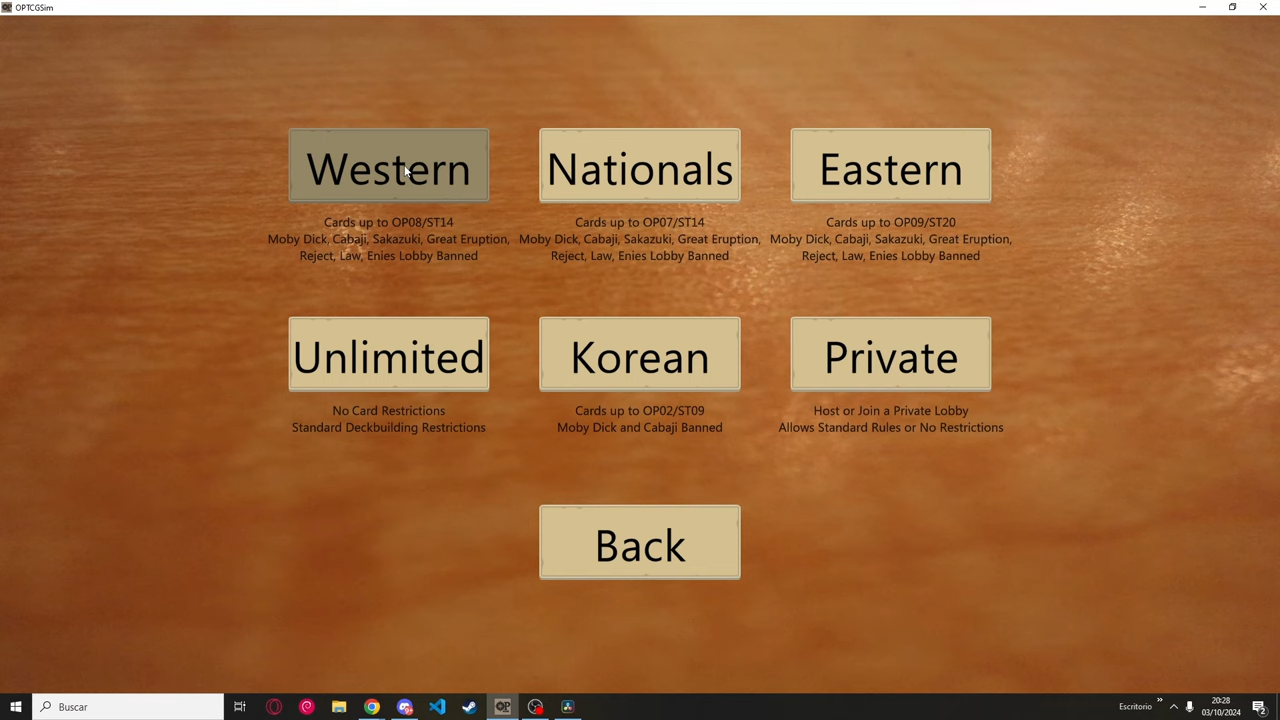 OPTCGSim
Western
Nationals
Eastern
Cards up to OP08/ST14
Moby Dick, Cabaji, Sakazuki, Great Eruption,
Reject, Law, Enies Lobby Banned
Cards up to OP07/ST14
Moby Dick, Cabaji, Sakazuki, Great Eruption,
Reject, Law, Enies Lobby Banned
Cards up to OP09/ST20
Moby Dick, Cabaji, Sakazuki, Great Eruption,
Reject, Law, Enies Lobby Banned
Unlimited
Korean
Private
No Card Restrictions
Standard Deckbuilding Restrictions
Cards up to OP02/ST09
Moby Dick and Cabaji Banned
Host or Join a Private Lobby
Allows Standard Rules or No Restrictions
Back
Buscar
OP
Escritorio
20:28
03/10/2024
2